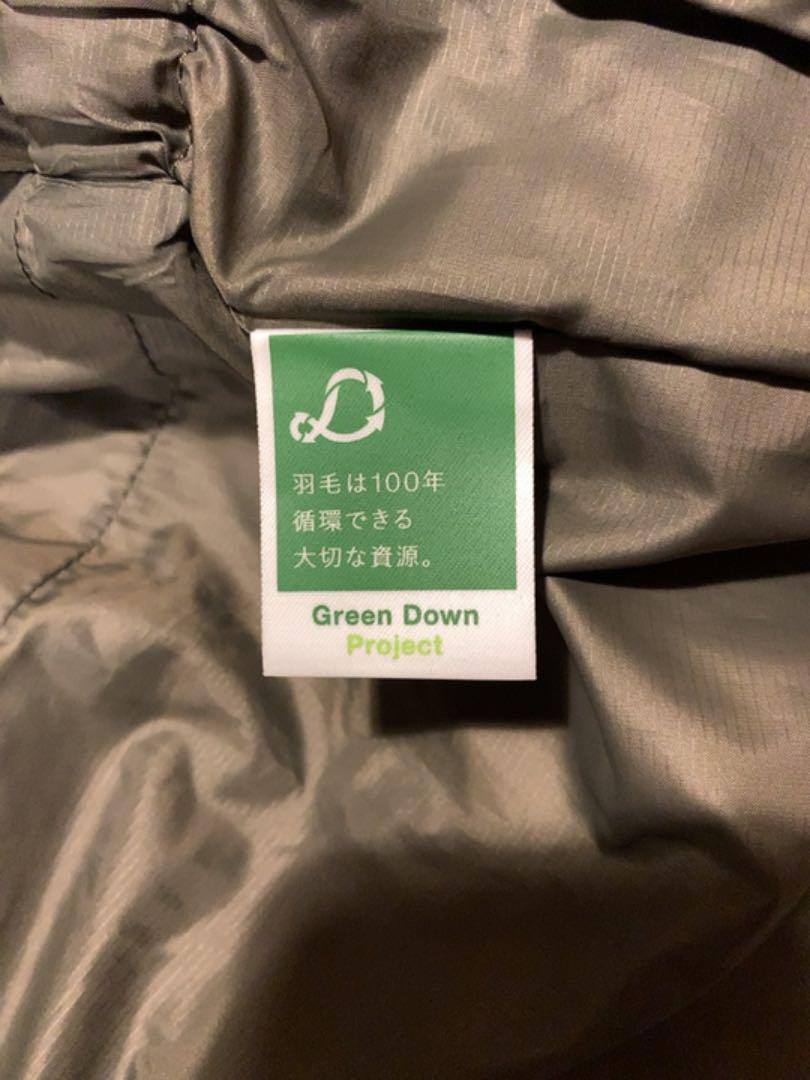 羽毛は100年
循環できる
大切な資源。
Green Down
Project